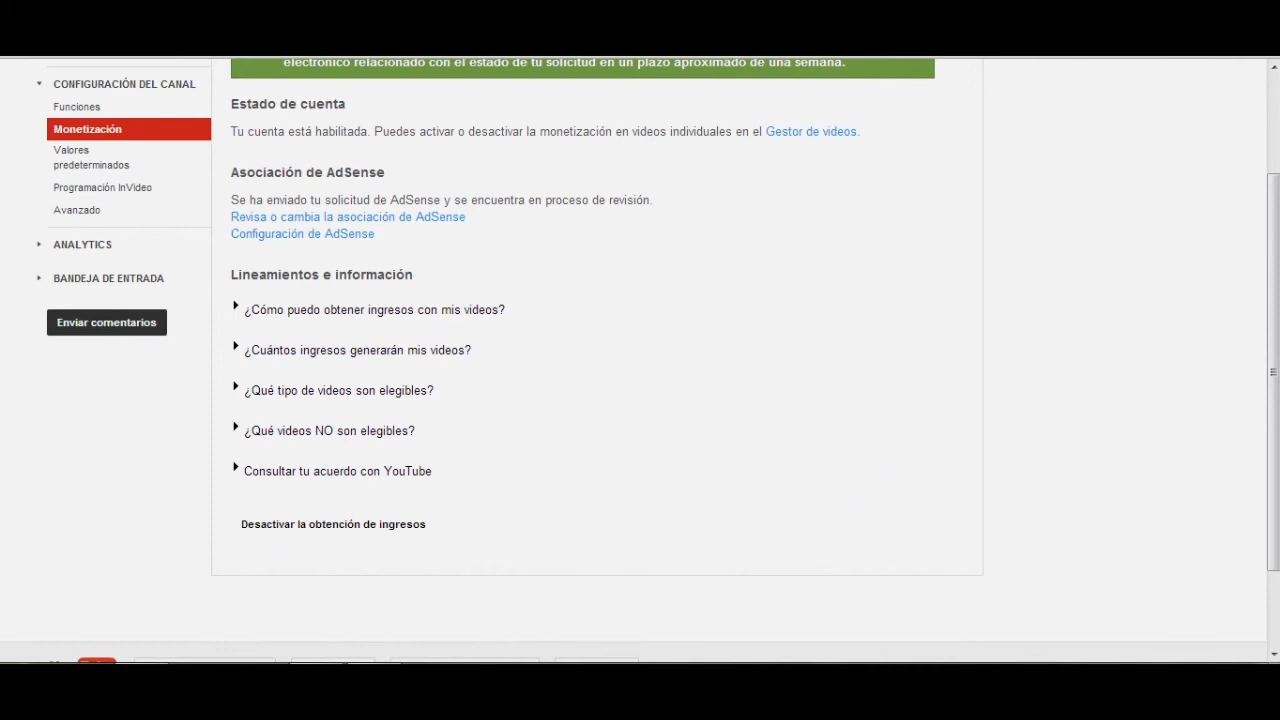 CONFIGURACIÓN DEL CANAL
Funciones
Monetización
Valores
predeterminados
Programación InVideo
Avanzado
ANALYTICS
BANDEJA DE ENTRADA
Enviar comentarios
electrónico relacionado con el estado de tu solicitud en un plazo aproximado de una semana.
Estado de cuenta
Tu cuenta está habilitada. Puedes activar o desactivar la monetización en videos individuales en el Gestor de videos.
Asociación de AdSense
Se ha enviado tu solicitud de AdSense y se encuentra en proceso de revisión.
Revisa o cambia la asociación de AdSense
Configuración de AdSense
Lineamientos e información
¿Cómo puedo obtener ingresos con mis videos?
¿Cuántos ingresos generarán mis videos?
¿Qué tipo de videos son elegibles?
¿Qué videos NO son elegibles?
Consultar tu acuerdo con YouTube
Desactivar la obtención de ingresos